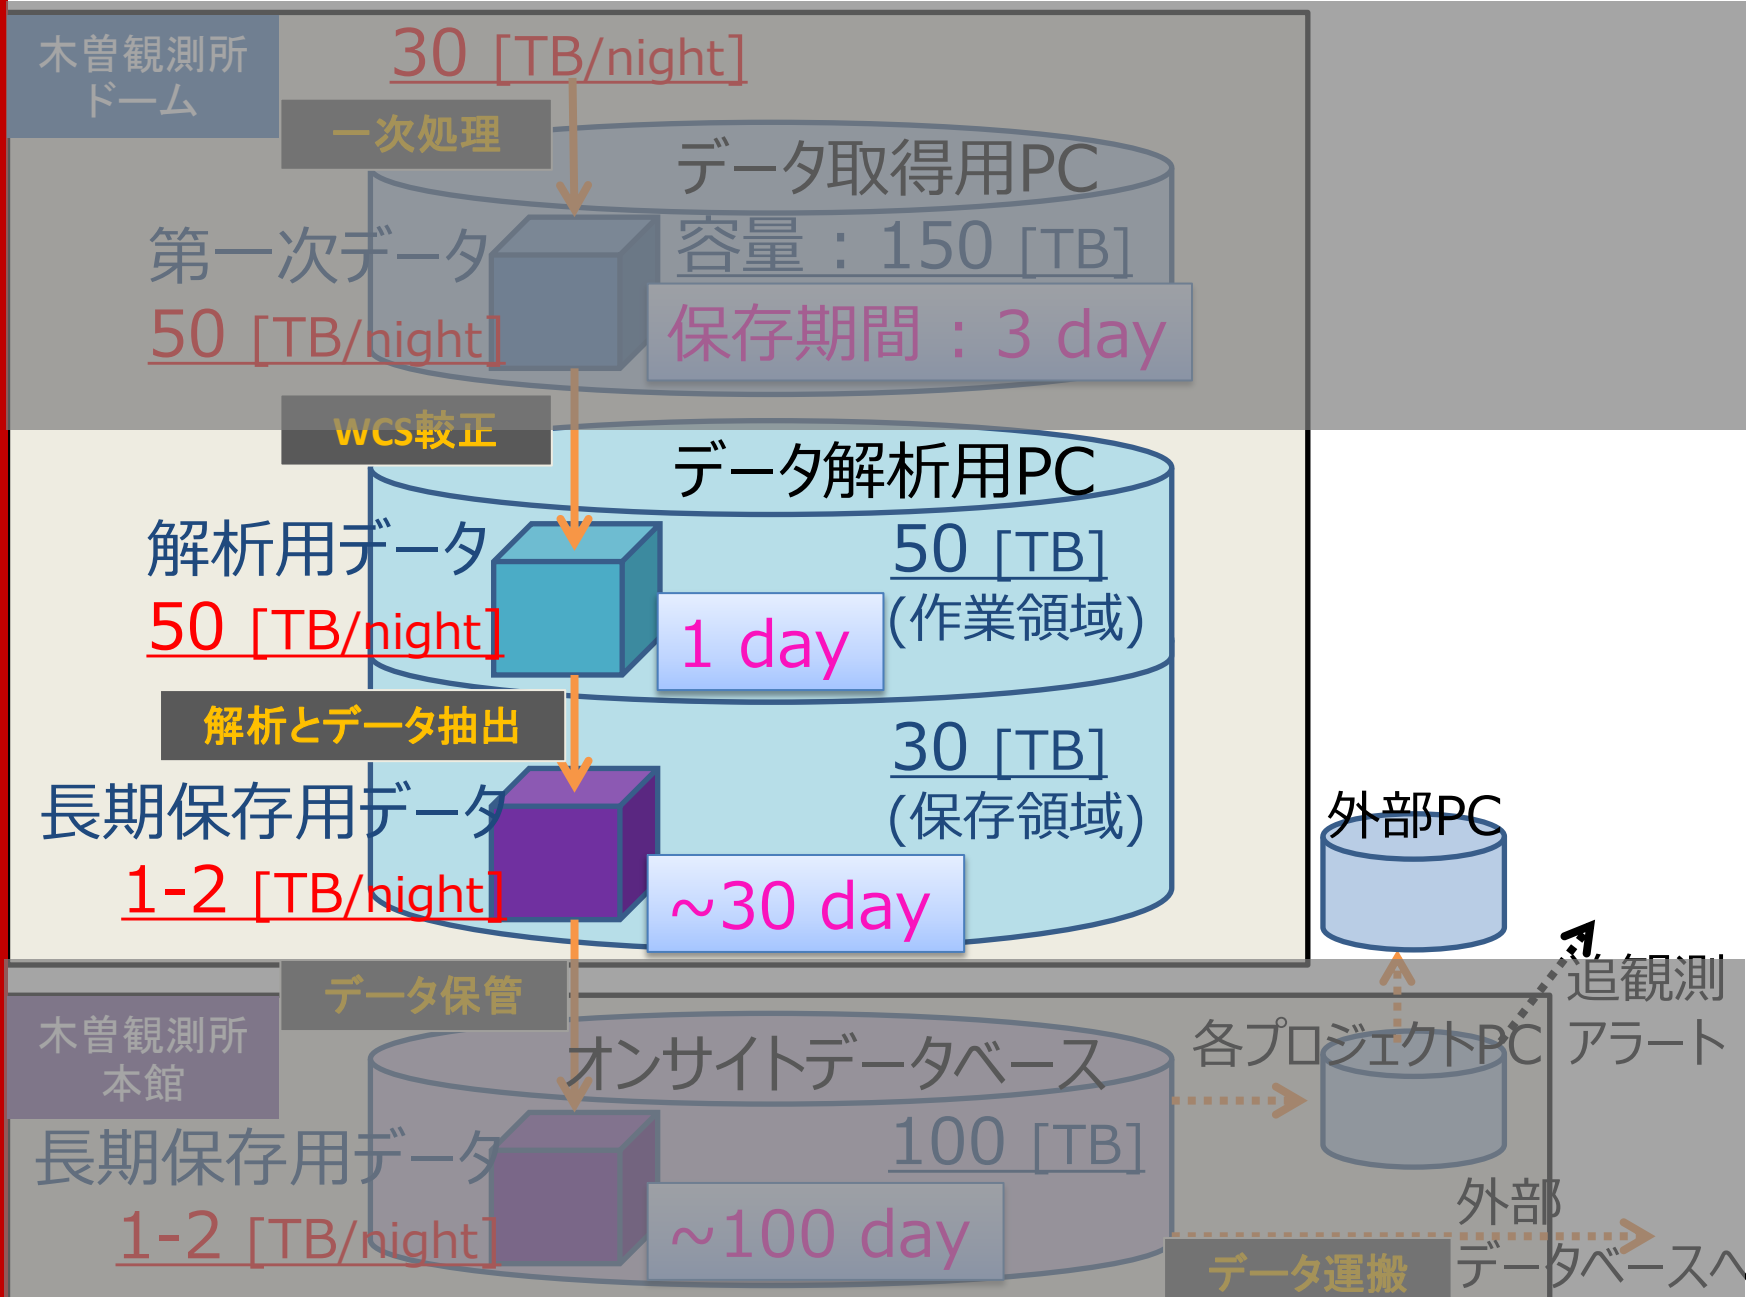 木曽観測所
ドーム
30 [TB/night]
一次処理
データ取得用PC
第一次データ
50 [TB/night]
容量：150 [TB]
保存期間：3 day
WCS較正
データ解析用PC
解析用データ
50 [TB/night]
1 day
50 [TB]
(作業領域)
解析とデータ抽出
長期保存用データ
1-2 [TB/night]
~30 day
30 [TB]
(保存領域)
外部PC
データ保管
木曽観測所
本館
オンサイトデータベース
長期保存用データ
1-2 [TB/night]
100 [TB]
~100 day
各プロジェクトPC
追観測
アラート
外部
データベースへ
データ運搬